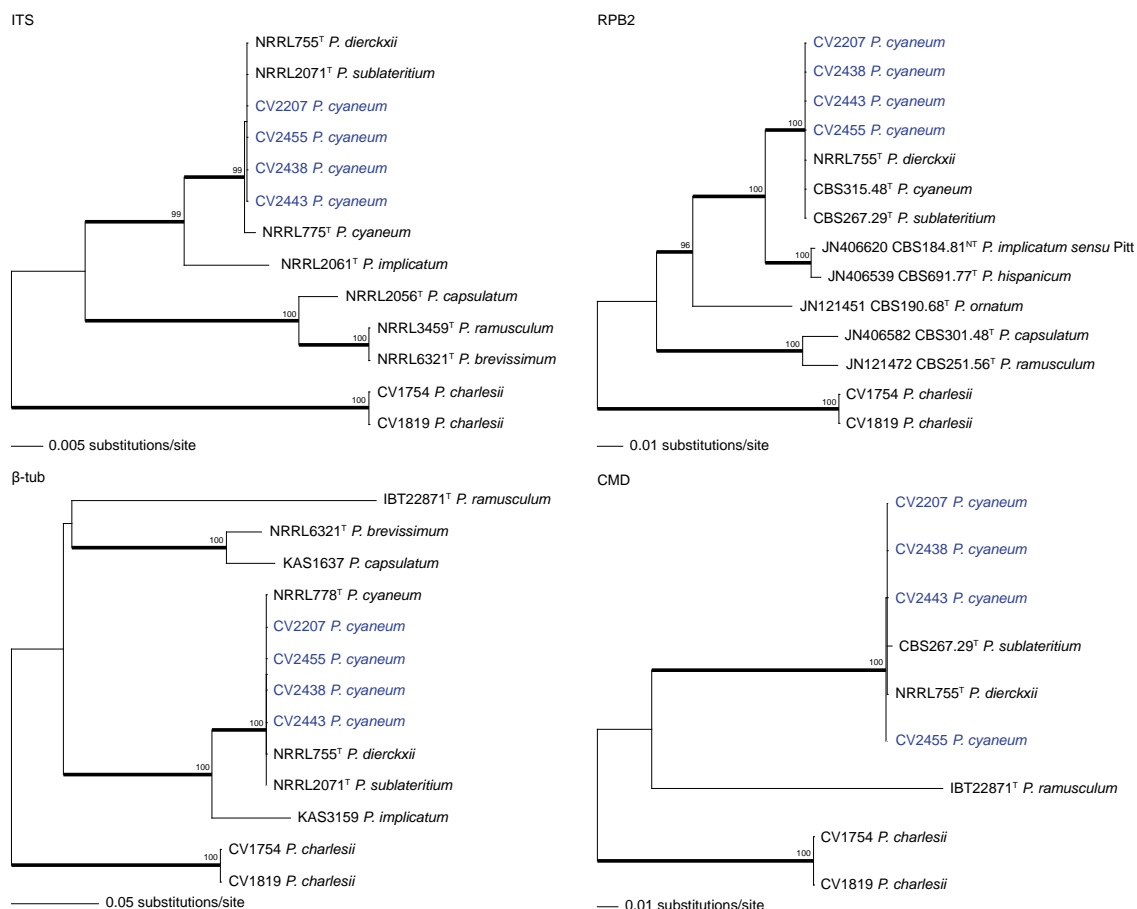 ITS
NRRL755ᵀ P. dierckxii
NRRL2071ᵀ P. sublateritium
CV2207 P. cyaneum
CV2455 P. cyaneum
99
CV2438 P. cyaneum
CV2443 P. cyaneum
99
NRRL775ᵀ P. cyaneum
NRRL2061ᵀ P. implicatum
NRRL2056ᵀ P. capsulatum
100
NRRL3459ᵀ P. ramusculum
100
NRRL6321ᵀ P. brevissimum
CV1754 P. charlesii
100
CV1819 P. charlesii
0.005 substitutions/site
RPB2
CV2207 P. cyaneum
CV2438 P. cyaneum
CV2443 P. cyaneum
100
CV2455 P. cyaneum
NRRL755ᵀ P. dierckxii
CBS315.48ᵀ P. cyaneum
100
CBS267.29ᵀ P. sublateritium
JN406620 CBS184.81ᴺᵀ P. implicatum sensu Pitt
96
100
JN406539 CBS691.77ᵀ P. hispanicum
JN121451 CBS190.68ᵀ P. ornatum
JN406582 CBS301.48ᵀ P. capsulatum
100
JN121472 CBS251.56ᵀ P. ramusculum
CV1754 P. charlesii
100
CV1819 P. charlesii
0.01 substitutions/site
β-tub
IBT22871ᵀ P. ramusculum
NRRL6321ᵀ P. brevissimum
100
KAS1637 P. capsulatum
NRRL778ᵀ P. cyaneum
CV2207 P. cyaneum
CV2455 P. cyaneum
CV2438 P. cyaneum
CV2443 P. cyaneum
100
NRRL755ᵀ P. dierckxii
100
NRRL2071ᵀ P. sublateritium
KAS3159 P. implicatum
CV1754 P. charlesii
100
CV1819 P. charlesii
0.05 substitutions/site
CMD
CV2207 P. cyaneum
CV2438 P. cyaneum
CV2443 P. cyaneum
CBS267.29ᵀ P. sublateritium
100
NRRL755ᵀ P. dierckxii
CV2455 P. cyaneum
IBT22871ᵀ P. ramusculum
CV1754 P. charlesii
100
CV1819 P. charlesii
0.01 substitutions/site